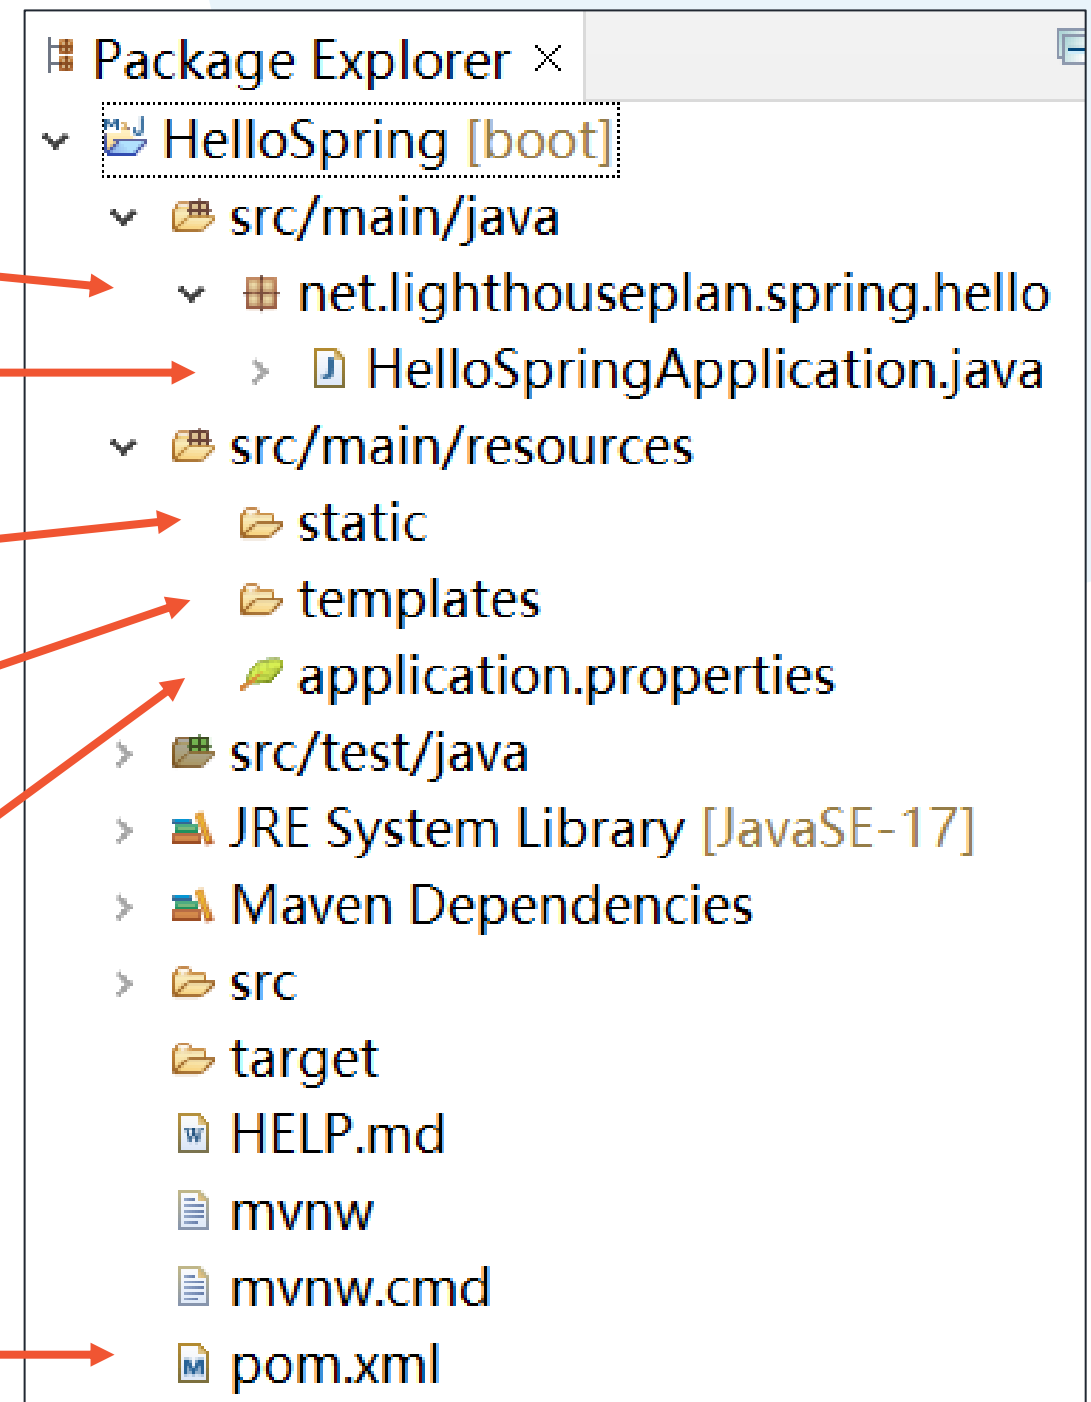 Package Explorer
HelloSpring [boot]
src/main/java
net.lighthouseplan.spring.hello
HelloSpringApplication.java
src/main/resources
static
templates
application.properties
src/test/java
JRE System Library [JavaSE-17]
Maven Dependencies
src
target
HELP.md
mvnw
mvnw.cmd
pom.xml